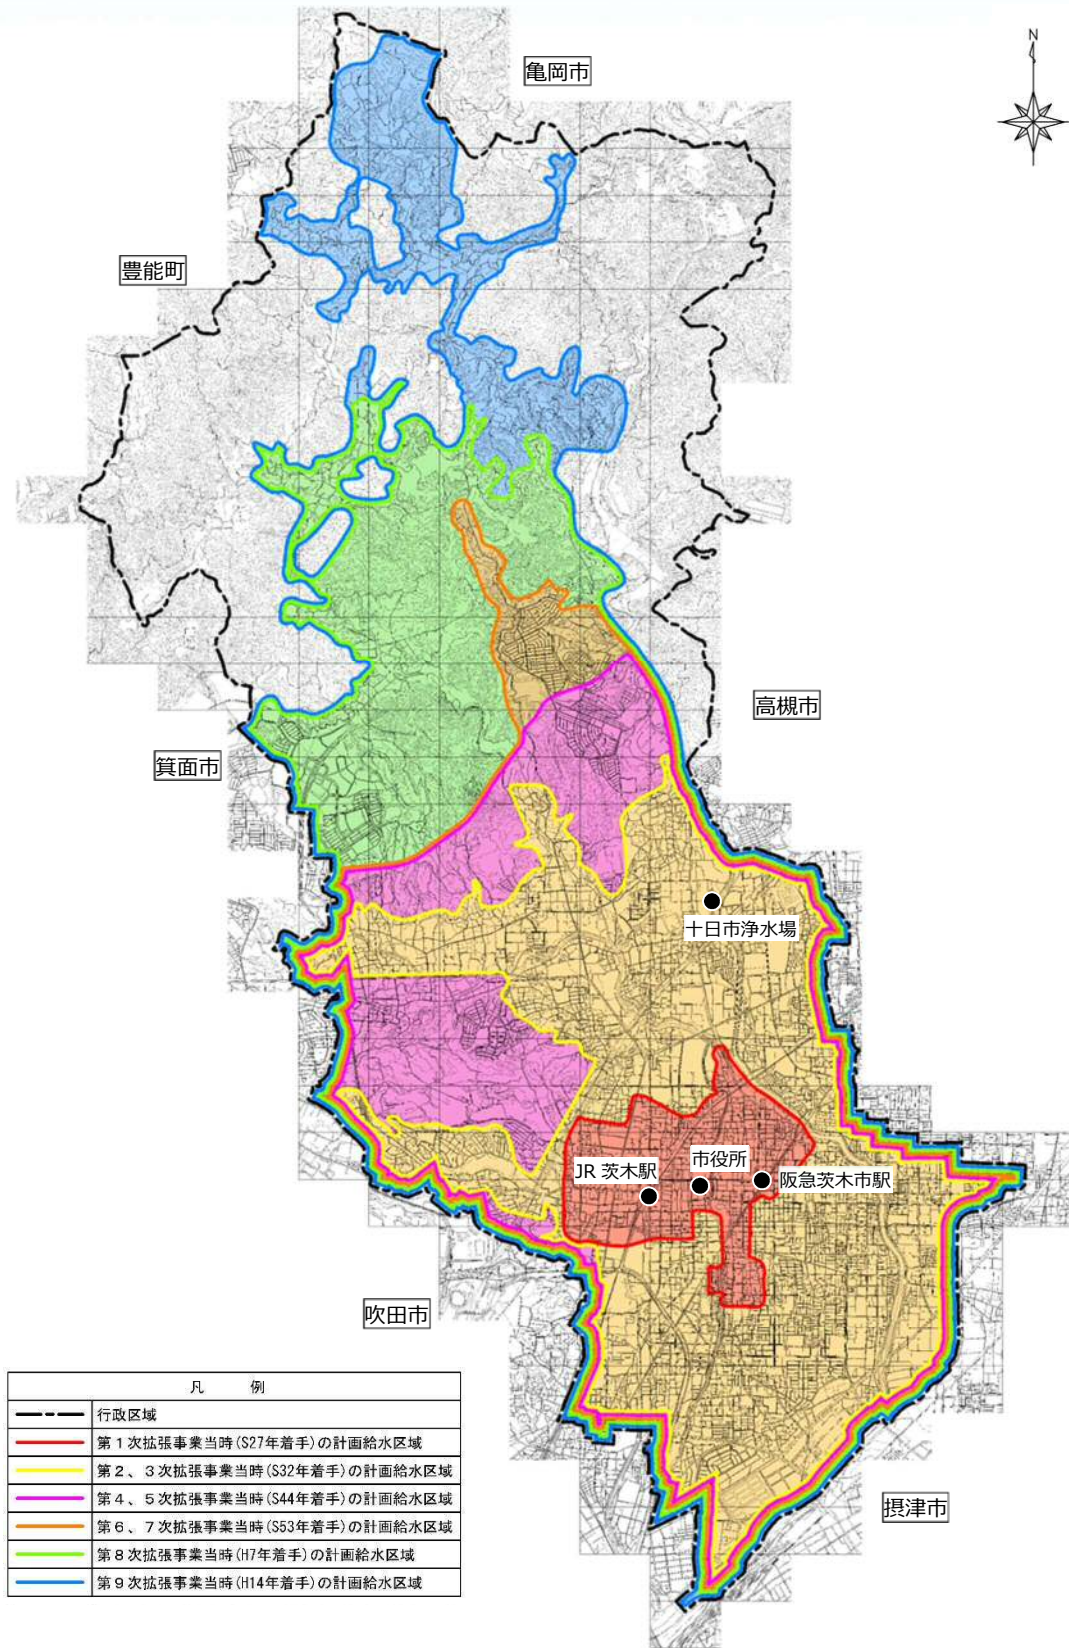 N
亀岡市
豊能町
高槻市
箕面市
十日市浄水場
市役所
JR 茨木駅
阪急茨木市駅
吹田市
摂津市
凡　　例
行政区域
第１次拡張事業当時(S27年着手)の計画給水区域
第２、３次拡張事業当時(S32年着手)の計画給水区域
第４、５次拡張事業当時(S44年着手)の計画給水区域
第６、７次拡張事業当時(S53年着手)の計画給水区域
第８次拡張事業当時(H7年着手)の計画給水区域
第９次拡張事業当時(H14年着手)の計画給水区域